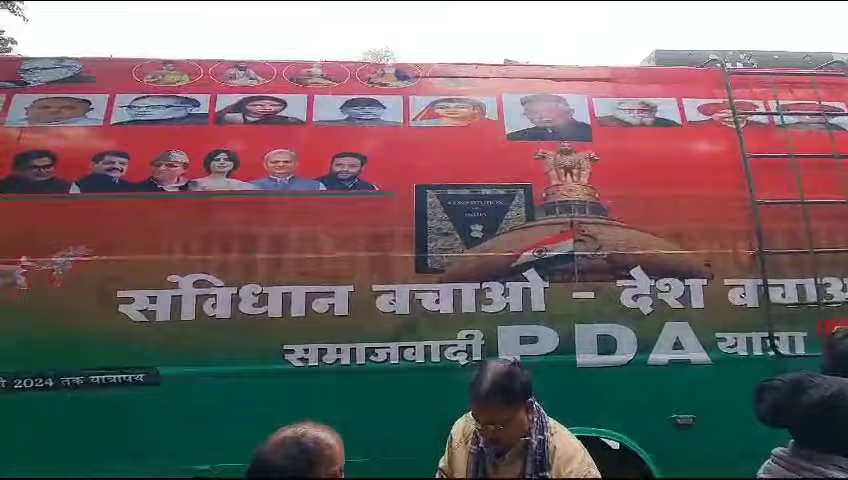 CONSTITUTION
OF
INDIA
संविधान बचाओ - देश बचाओ
समाजवादी PDA यात्रा
2024 तक यात्रापथ